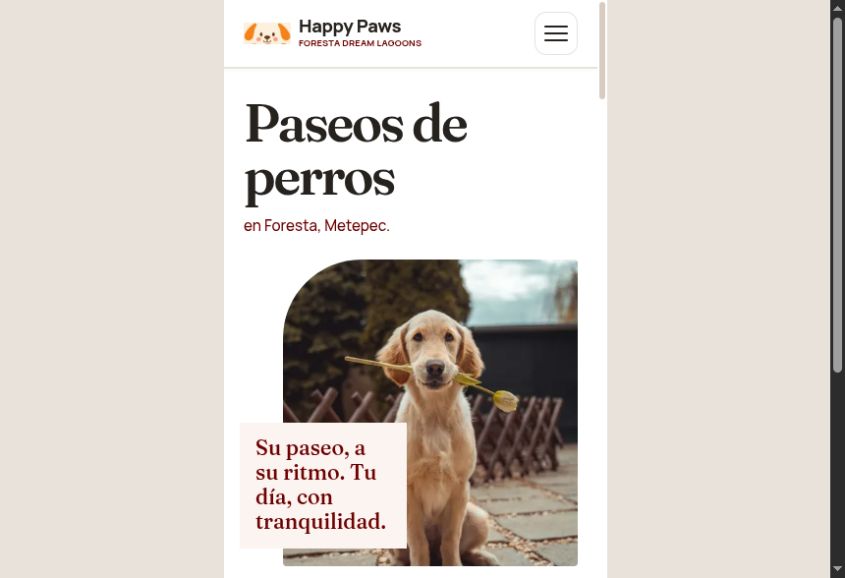 Happy Paws
FORESTA DREAM LAGOONS
Paseos de
perros
en Foresta, Metepec.
Su paseo, a
su ritmo. Tu
día, con
tranquilidad.